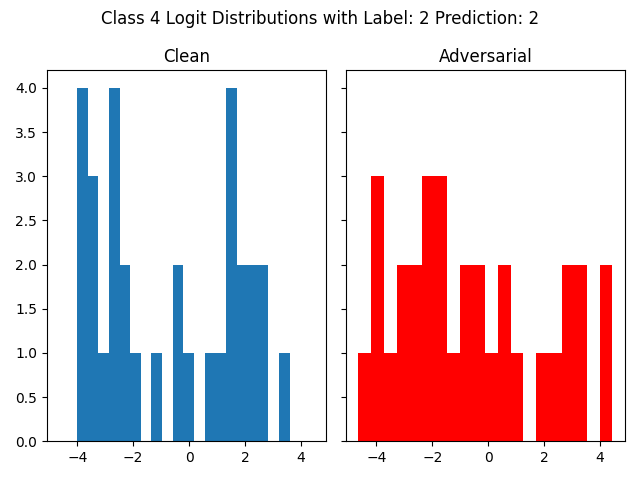 Class 4 Logit Distributions with Label: 2 Prediction: 2
Clean
Adversarial
4.0
3.5
3.0
2.5
2.0
1.5
1.0
0.5
0.0
−4 −2 0 2 4
−4 −2 0 2 4